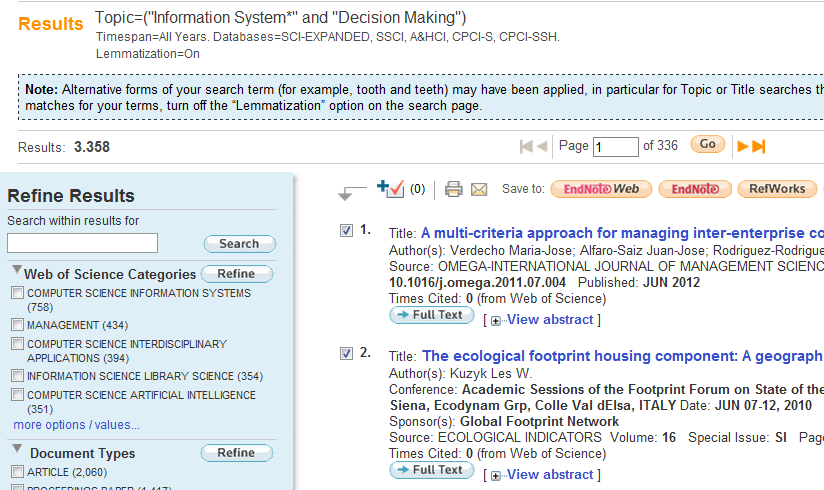 Results
Topic=("Information System*" and "Decision Making")
Timespan=All Years. Databases=SCI-EXPANDED, SSCI, A&HCI, CPCI-S, CPCI-SSH.
Lemmatization=On
Note: Alternative forms of your search term (for example, tooth and teeth) may have been applied, in particular for Topic or Title searches
matches for your terms, turn off the "Lemmatization" option on the search page.
Results: 3.358
Page 1 of 336 Go
Refine Results
Search within results for
Search
Web of Science Categories Refine
COMPUTER SCIENCE INFORMATION SYSTEMS
(758)
MANAGEMENT (434)
COMPUTER SCIENCE INTERDISCIPLINARY
APPLICATIONS (394)
INFORMATION SCIENCE LIBRARY SCIENCE (354)
COMPUTER SCIENCE ARTIFICIAL INTELLIGENCE
(351)
more options / values...
Document Types Refine
ARTICLE (2,060)
(0) Save to: EndNote Web EndNote RefWorks
1. Title: A multi-criteria approach for managing inter-enterprise co
Author(s): Verdecho Maria-Jose; Alfaro-Saiz Juan-Jose; Rodriguez-Rodrigue
Source: OMEGA-INTERNATIONAL JOURNAL OF MANAGEMENT SCIENC
10.1016/j.omega.2011.07.004 Published: JUN 2012
Times Cited: 0 (from Web of Science)
Full Text [ View abstract ]
2. Title: The ecological footprint housing component: A geograph
Author(s): Kuzyk Les W.
Conference: Academic Sessions of the Footprint Forum on State of the
Siena, Ecodynam Grp, Colle Val dElsa, ITALY Date: JUN 07-12, 2010
Sponsor(s): Global Footprint Network
Source: ECOLOGICAL INDICATORS Volume: 16 Special Issue: SI Pag
Times Cited: 0 (from Web of Science)
Full Text [ View abstract ]